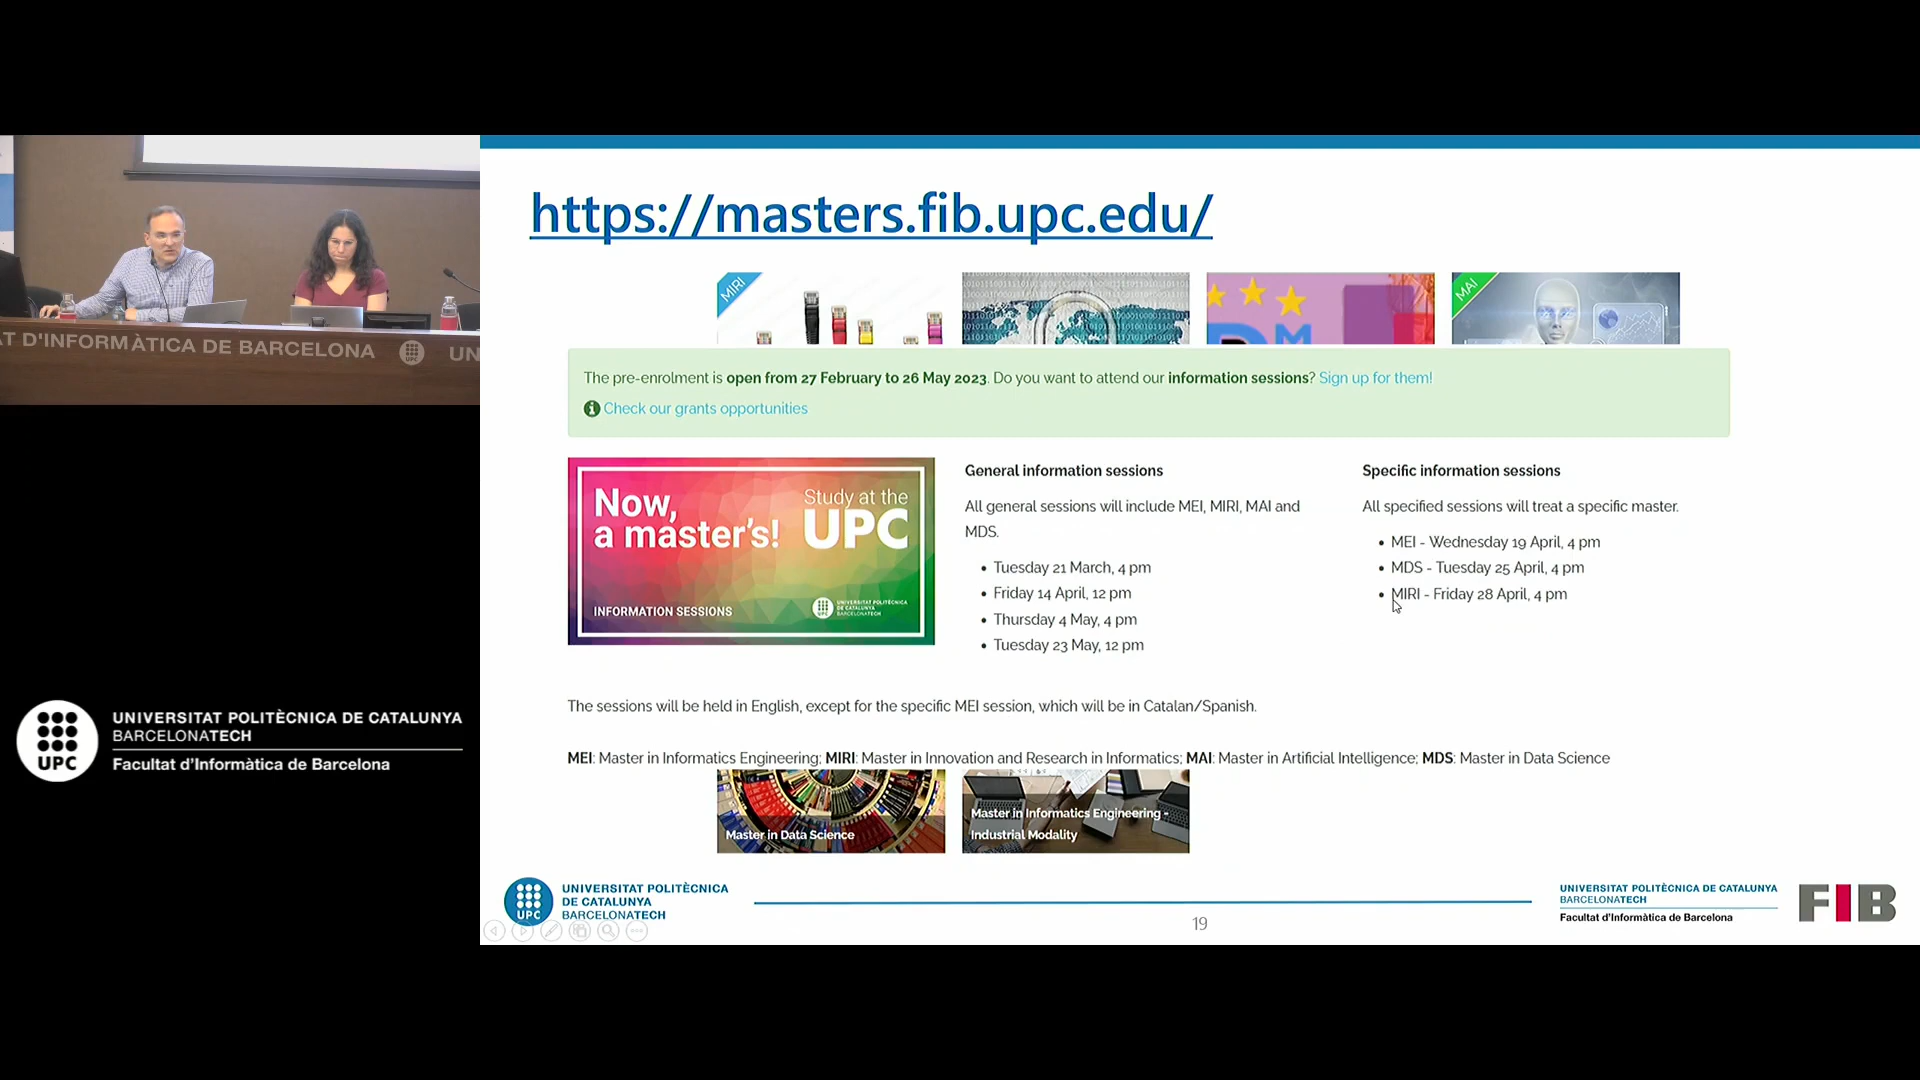 AT D'INFORMÀTICA DE BARCELONA
UPC
UN
UPC
UNIVERSITAT POLITÈCNICA DE CATALUNYA
BARCELONATECH
Facultat d'Informàtica de Barcelona
https://masters.fib.upc.edu/
MIRI
MAI
The pre-enrolment is open from 27 February to 26 May 2023. Do you want to attend our information sessions? Sign up for them!
Check our grants opportunities
Now,
a master's!
Study at the
UPC
INFORMATION SESSIONS
UNIVERSITAT POLITÈCNICA
DE CATALUNYA
BARCELONATECH
General information sessions
All general sessions will include MEI, MIRI, MAI and
MDS.
• Tuesday 21 March, 4 pm
• Friday 14 April, 12 pm
• Thursday 4 May, 4 pm
• Tuesday 23 May, 12 pm
Specific information sessions
All specified sessions will treat a specific master.
• MEI - Wednesday 19 April, 4 pm
• MDS - Tuesday 25 April, 4 pm
• MIRI - Friday 28 April, 4 pm
The sessions will be held in English, except for the specific MEI session, which will be in Catalan/Spanish.
MEI: Master in Informatics Engineering; MIRI: Master in Innovation and Research in Informatics; MAI: Master in Artificial Intelligence; MDS: Master in Data Science
Master in Data Science
Master in Informatics Engineering -
Industrial Modality
UPC
UNIVERSITAT POLITÈCNICA
DE CATALUNYA
BARCELONATECH
19
UNIVERSITAT POLITÈCNICA DE CATALUNYA
BARCELONATECH
Facultat d'Informàtica de Barcelona
FIB